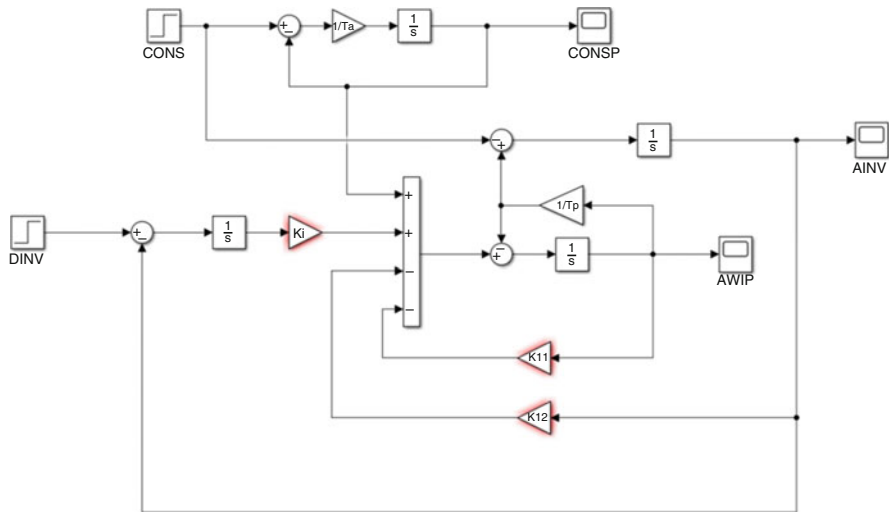 CONS
+
−
1/Ta
1
s
CONSP
−
+
1
s
AINV
1/Tp
+
+
−
−
DINV
+
−
1
s
Ki
−
+
1
s
AWIP
K11
K12